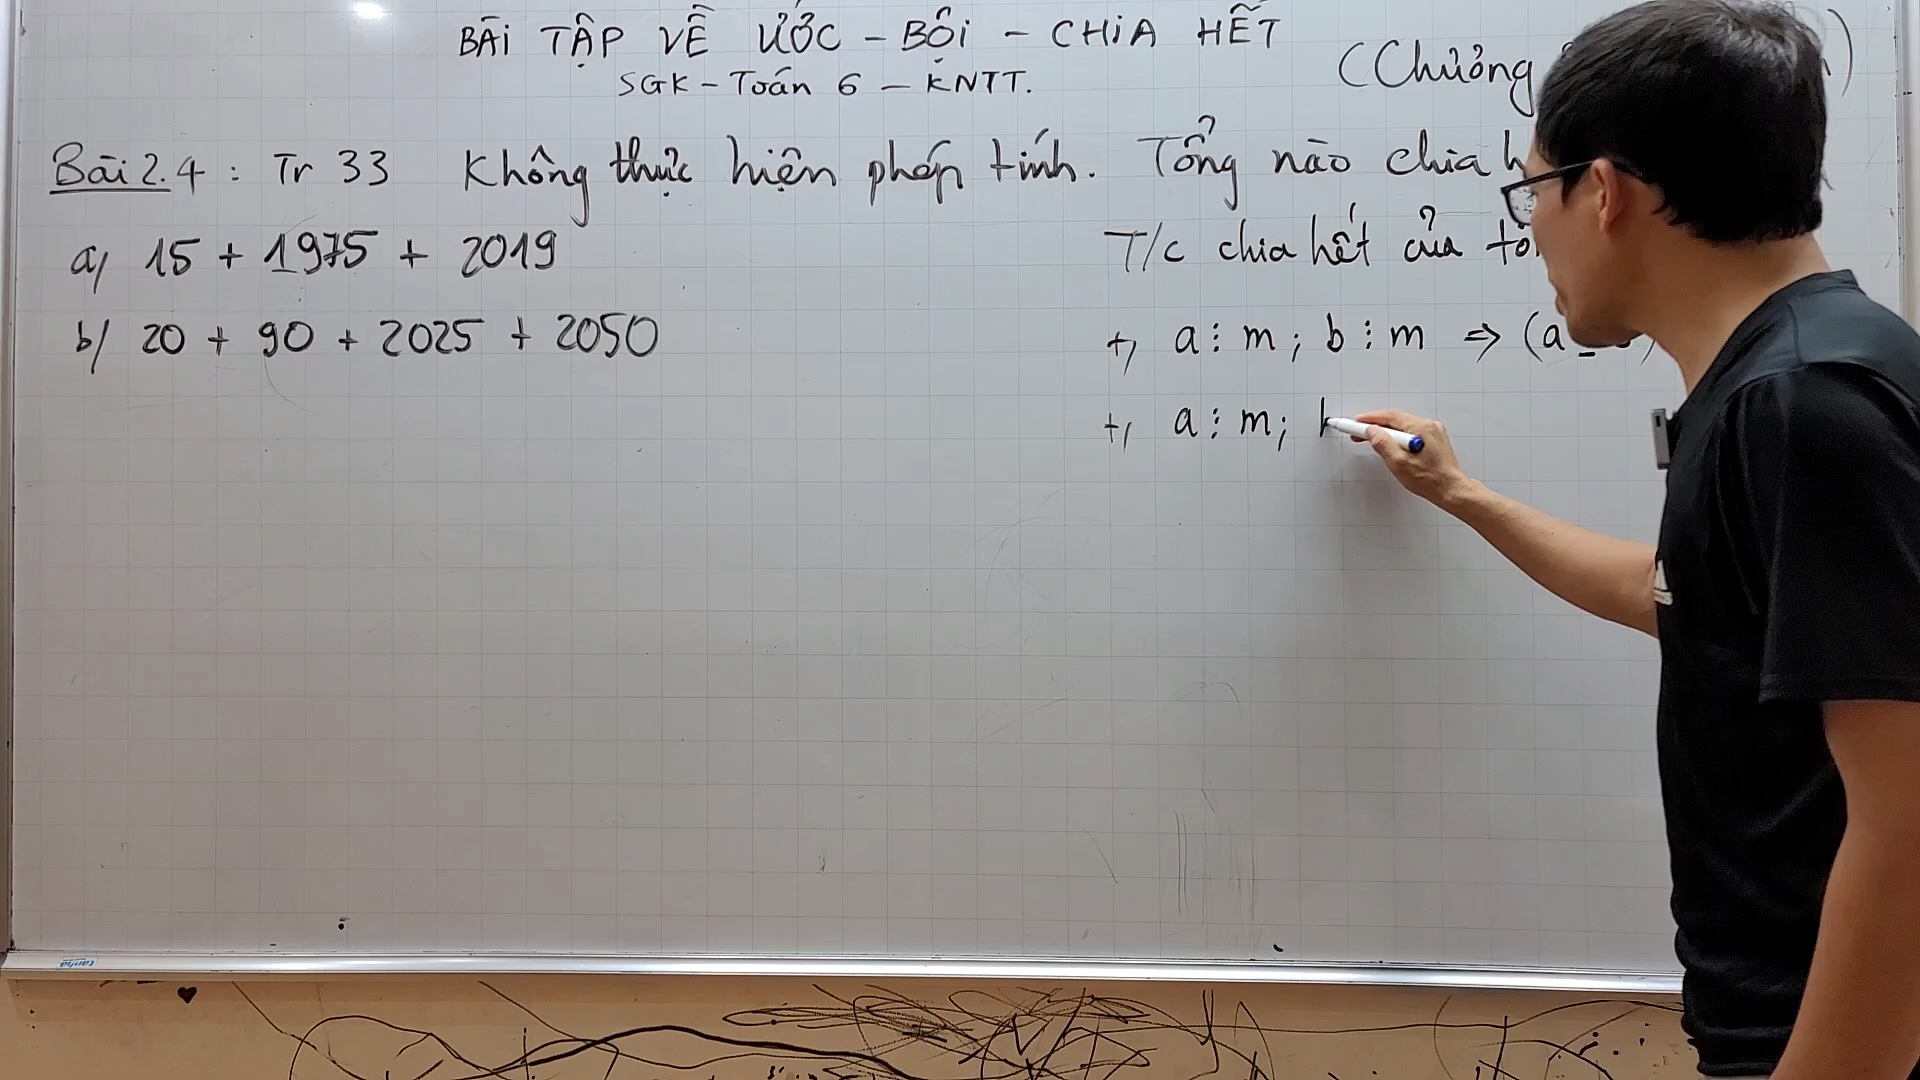 BÀI TẬP VỀ ƯỚC - BỘI - CHIA HẾT
SGK - Toán 6 - KNTT.
(Chương
Bài 2.4 : Tr 33 Không thực hiện phép tính. Tổng nào chia h
T/c chia hết của tổ
a, 15 + 1975 + 2019
b/ 20 + 90 + 2025 + 2050
+, a ⋮ m ; b ⋮ m => (a
+, a ⋮ m;